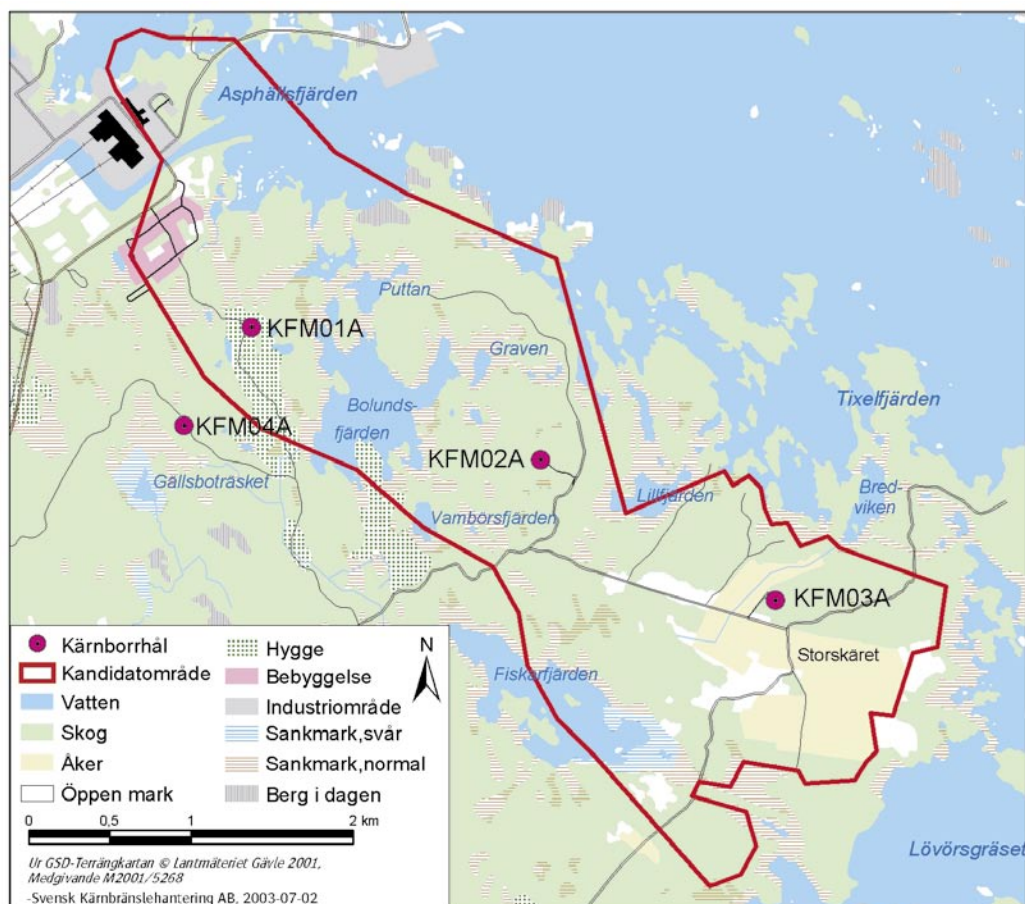 Asphällsfjärden
Puttan
KFM01A
Graven
Bolunds-
fjärden
Tixelfjärden
KFM04A
KFM02A
Gällsboträsket
Lillfjärden
Bred-
viken
Vambörsfjärden
KFM03A
Storskäret
Fiskarfjärden
Lövörsgräset
Kärnborrhål
Kandidatområde
Vatten
Skog
Åker
Öppen mark
Hygge
Bebyggelse
Industriområde
Sankmark,svår
Sankmark,normal
Berg i dagen
N
0 0,5 1 2 km
Ur GSD-Terrängkartan © Lantmäteriet Gävle 2001,
Medgivande M2001/5268
-Svensk Kärnbränslehantering AB, 2003-07-02